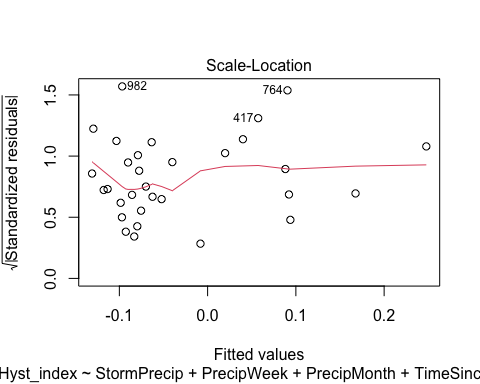 Scale-Location
√|Standardized residuals|
1.5
1.0
0.5
0.0
982
764
417
-0.1
0.0
0.1
0.2
Fitted values
Hyst_index ~ StormPrecip + PrecipWeek + PrecipMonth + TimeSinc